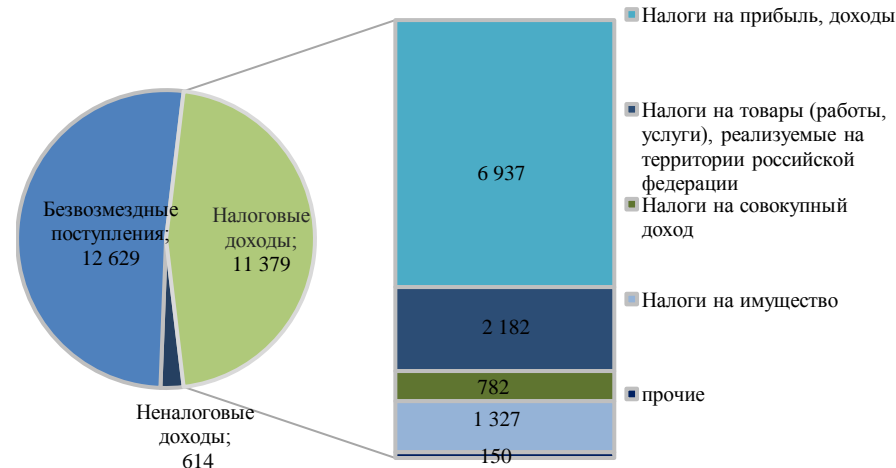 Безвозмездные
поступления;
12 629
Налоговые
доходы;
11 379
Неналоговые
доходы;
614
6 937
2 182
782
1 327
150
Налоги на прибыль, доходы
Налоги на товары (работы,
услуги), реализуемые на
территории российской
федерации
Налоги на совокупный
доход
Налоги на имущество
прочие